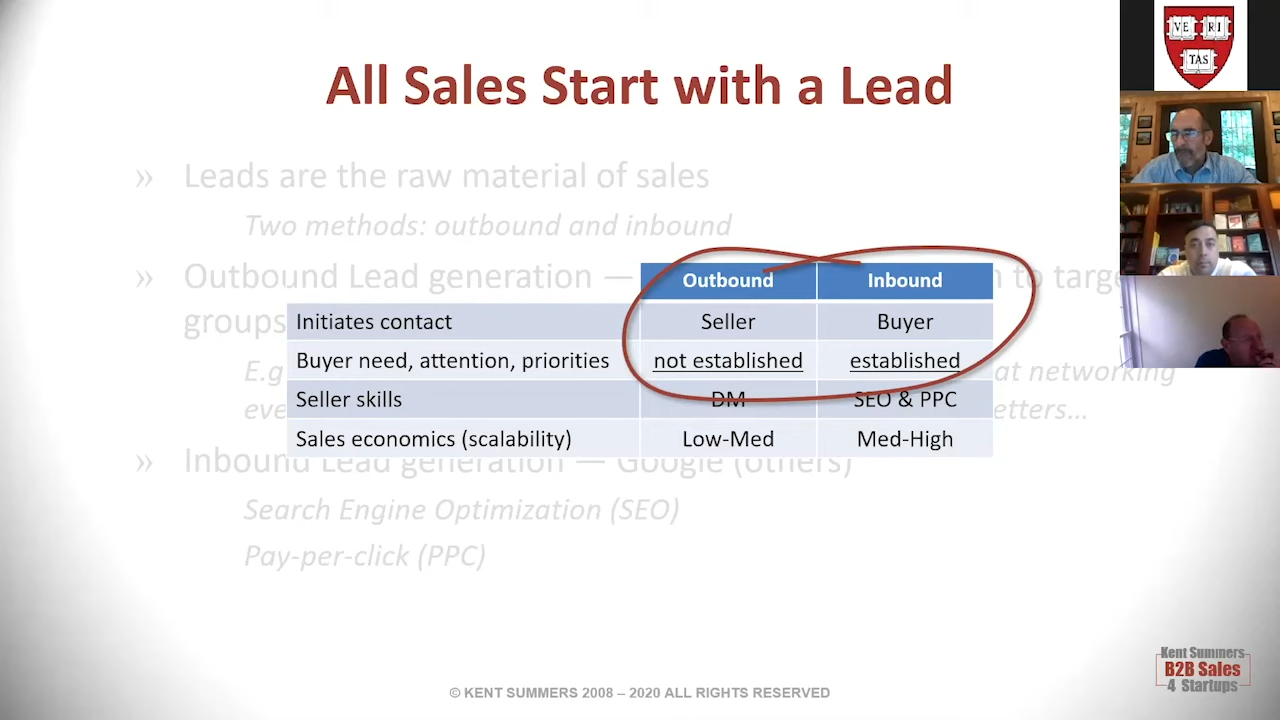 All Sales Start with a Lead
» Leads are the raw material of sales
Two methods: outbound and inbound
» Outbound Lead generation — to
groups
Outbound Inbound
Initiates contact Seller Buyer
Buyer need, attention, priorities not established established
Seller skills DM SEO & PPC
Sales economics (scalability) Low-Med Med-High
E.g at networking
» Inbound Lead generation — Google (others)
Search Engine Optimization (SEO)
Pay-per-click (PPC)
© KENT SUMMERS 2008 – 2020 ALL RIGHTS RESERVED
VE RI
TAS
Kent Summers
B2B Sales
4 Startups